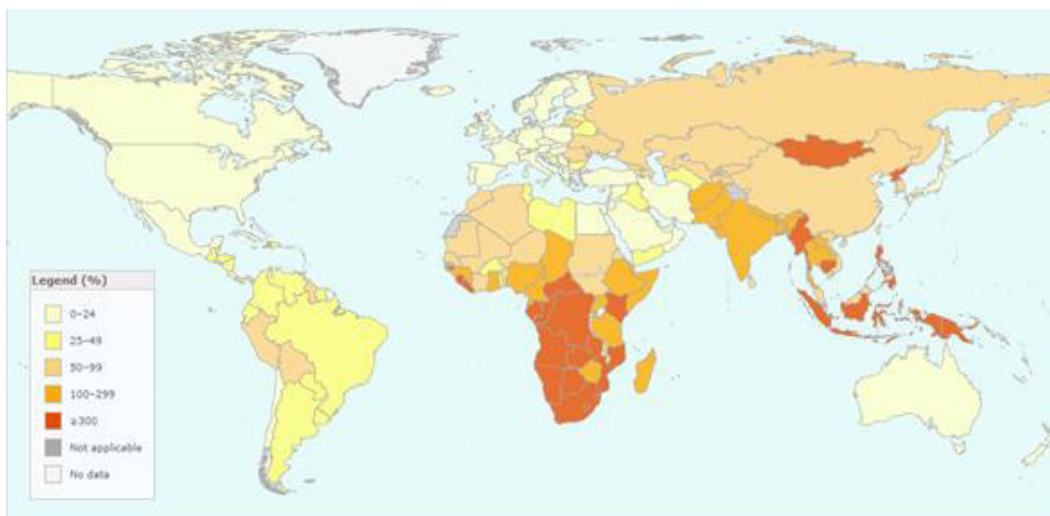 Legend (%)
0–24
25–49
50–99
100–299
≥300
Not applicable
No data